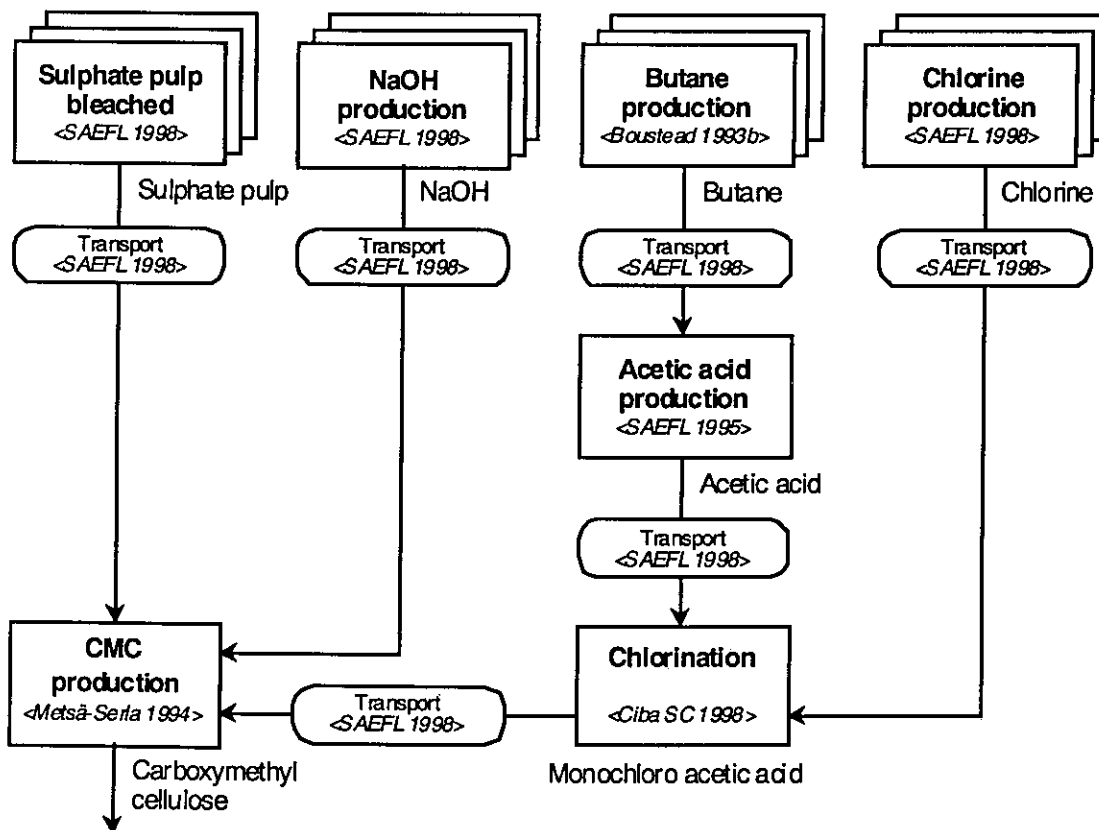 Sulphate pulp
bleached
<SAEFL 1998>
NaOH
production
<SAEFL 1998>
Butane
production
<Boustead 1993b>
Chlorine
production
<SAEFL 1998>
Sulphate pulp
NaOH
Butane
Chlorine
Transport
<SAEFL 1998>
Transport
<SAEFL 1998>
Transport
<SAEFL 1998>
Transport
<SAEFL 1998>
Acetic acid
production
<SAEFL 1995>
Acetic acid
Transport
<SAEFL 1998>
CMC
production
<Metsä-Serla 1994>
Transport
<SAEFL 1998>
Chlorination
<Ciba SC 1998>
Carboxymethyl
cellulose
Monochloro acetic acid